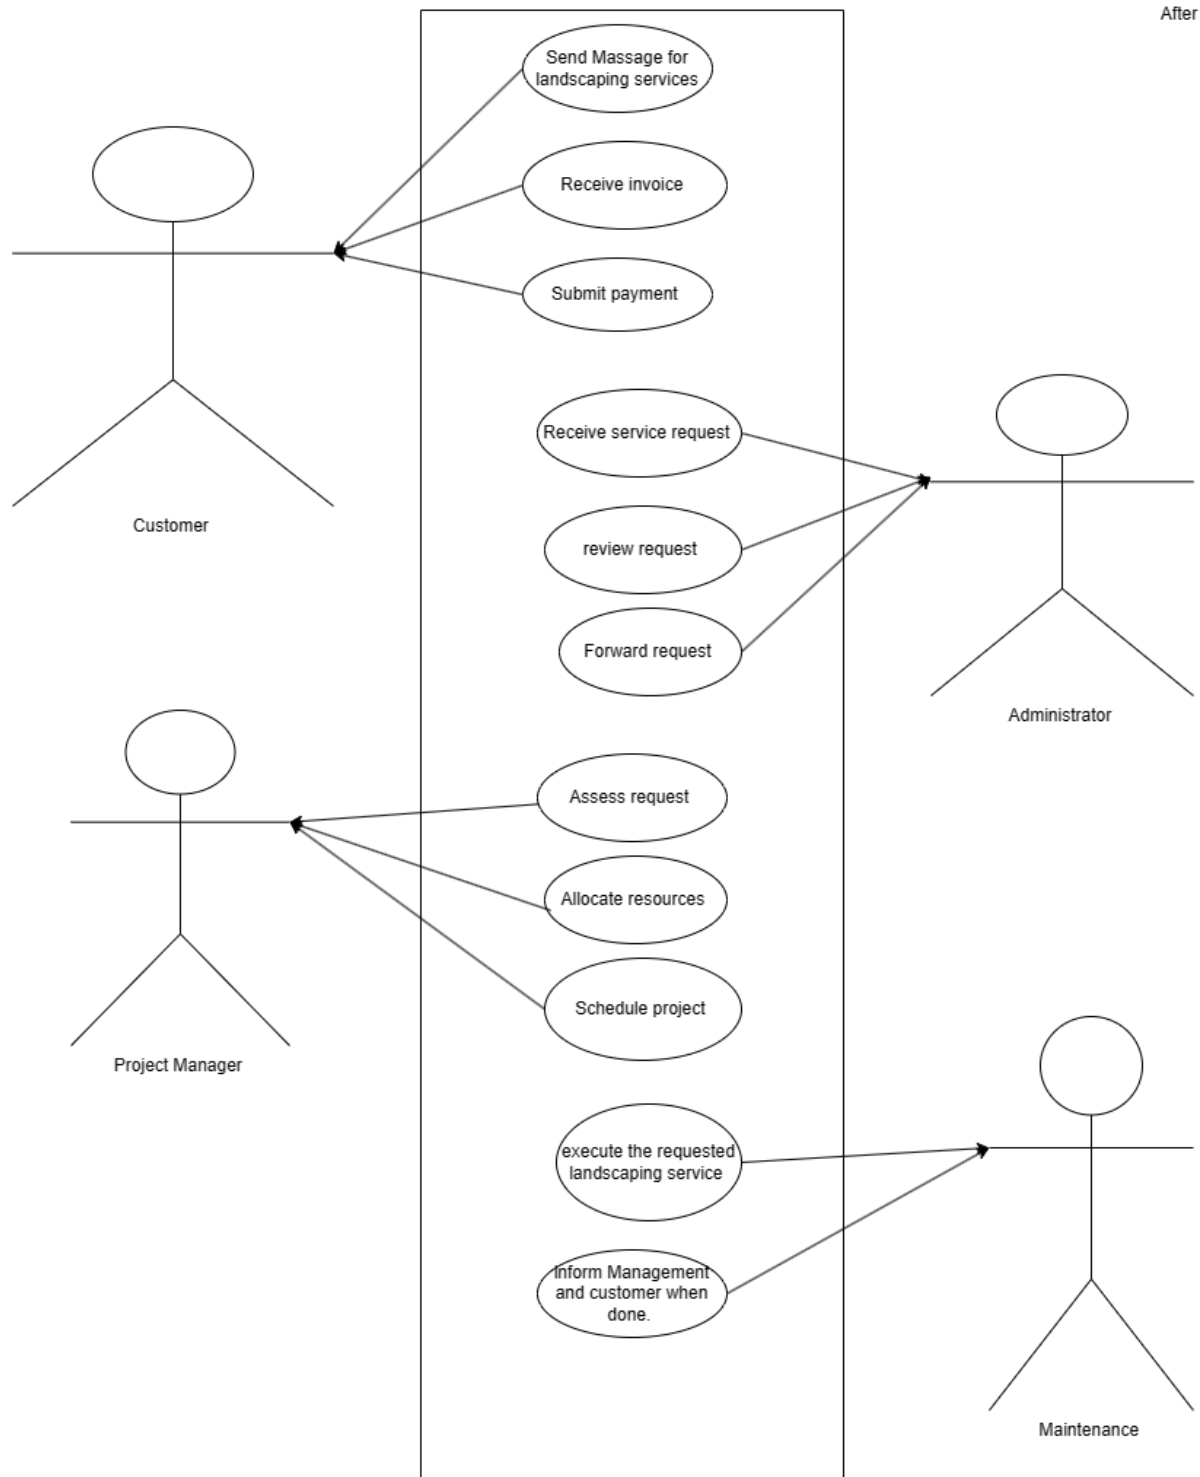 After
Send Massage for
landscaping services
Receive invoice
Submit payment
Customer
Receive service request
review request
Forward request
Administrator
Assess request
Allocate resources
Schedule project
Project Manager
execute the requested
landscaping service
Inform Management
and customer when
done.
Maintenance